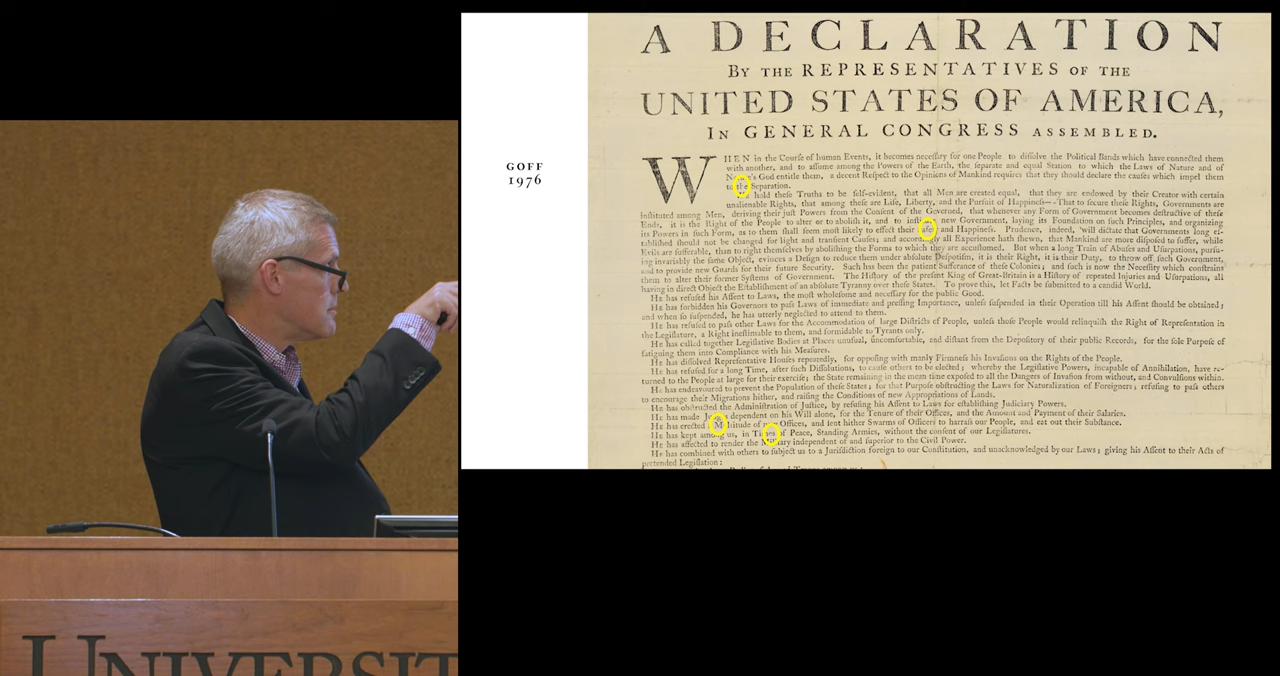 GOFF
1976
A DECLARATION
BY THE REPRESENTATIVES OF THE
UNITED STATES OF AMERICA,
IN GENERAL CONGRESS ASSEMBLED.
WHEN in the Courſe of human Events, it becomes neceſſary for one People to diſſolve the Political Bands which have connected them
with another, and to aſſume among the Powers of the Earth, the ſeparate and equal Station to which the Laws of Nature and of
God entitle them, a decent Reſpect to the Opinions of Mankind requires that they ſhould declare the cauſes which impel them
to the Separation.
hold theſe Truths to be ſelf-evident, that all Men are created equal, that they are endowed by their Creator with certain
unalienable Rights, that among theſe are Life, Liberty, and the Purſuit of Happineſs—-That to ſecure theſe Rights, Governments are
inſtituted among Men, deriving their juſt Powers from the Conſent of the Governed, that whenever any Form of Government becomes deſtructive of theſe
Ends, it is the Right of the People to alter or to aboliſh it, and to new Government, laying its Foundation on ſuch Principles, and organizing
its Powers in ſuch Form, as to them ſhall ſeem moſt likely to effect their Safety and Happineſs. Prudence, indeed, will dictate that Governments long eſ-
tabliſhed ſhould not be changed for light and tranſient Cauſes; and accordingly all Experience hath ſhewn, that Mankind are more diſpoſed to ſuffer, while
Evils are ſufferable, than to right themſelves by aboliſhing the Forms to which they are accuſtomed. But when a long Train of Abuſes and Uſurpations, purſu-
ing invariably the ſame Object, evinces a Deſign to reduce them under abſolute Deſpotiſm, it is their Right, it is their Duty, to throw off ſuch Government,
and to provide new Guards for their future Security. Such has been the patient Sufferance of theſe Colonies; and ſuch is now the Neceſſity which conſtrains
them to alter their former Syſtems of Government. The Hiſtory of the preſent King of Great-Britain is a Hiſtory of repeated Injuries and Uſurpations, all
having in direct Object the Eſtabliſhment of an abſolute Tyranny over theſe States. To prove this, let Facts be ſubmitted to a candid World.
He has refuſed his Aſſent to Laws, the moſt wholeſome and neceſſary for the public Good.
He has forbidden his Governors to paſs Laws of immediate and preſſing Importance, unleſs ſuſpended in their Operation till his Aſſent ſhould be obtained;
and when ſo ſuſpended, he has utterly neglected to attend to them.
He has refuſed to paſs other Laws for the Accommodation of large Diſtricts of People, unleſs thoſe People would relinquiſh the Right of Repreſentation in
the Legiſlature, a Right ineſtimable to them, and formidable to Tyrants only.
He has called together Legiſlative Bodies at Places unuſual, uncomfortable, and diſtant from the Depoſitory of their public Records, for the ſole Purpoſe of
fatiguing them into Compliance with his Meaſures.
He has diſſolved Repreſentative Houſes repeatedly, for oppoſing with manly Firmneſs his Invaſions on the Rights of the People.
He has refuſed for a long Time, after ſuch Diſſolutions, to cauſe others to be elected; whereby the Legiſlative Powers, incapable of Annihilation, have re-
turned to the People at large for their exerciſe; the State remaining in the mean time expoſed to all the Dangers of Invaſion from without, and Convulſions within.
He has endeavoured to prevent the Population of theſe States; for that Purpoſe obſtructing the Laws for Naturalization of Foreigners; refuſing to paſs others
to encourage their Migrations hither, and raiſing the Conditions of new Appropriations of Lands.
He has obſtructed the Adminiſtration of Juſtice, by refuſing his Aſſent to Laws for eſtabliſhing Judiciary Powers.
He has made Judges dependent on his Will alone, for the Tenure of their Offices, and the Amount and Payment of their Salaries.
He has erected a Multitude of new Offices, and ſent hither Swarms of Officers to harraſs our People, and eat out their Subſtance.
He has kept among us, in Times of Peace, Standing Armies, without the conſent of our Legiſlatures.
He has affected to render the Military independent of and ſuperior to the Civil Power.
He has combined with others to ſubject us to a Juriſdiction foreign to our Conſtitution, and unacknowledged by our Laws; giving his Aſſent to their Acts of
pretended Legiſlation:
UNIVERSIT